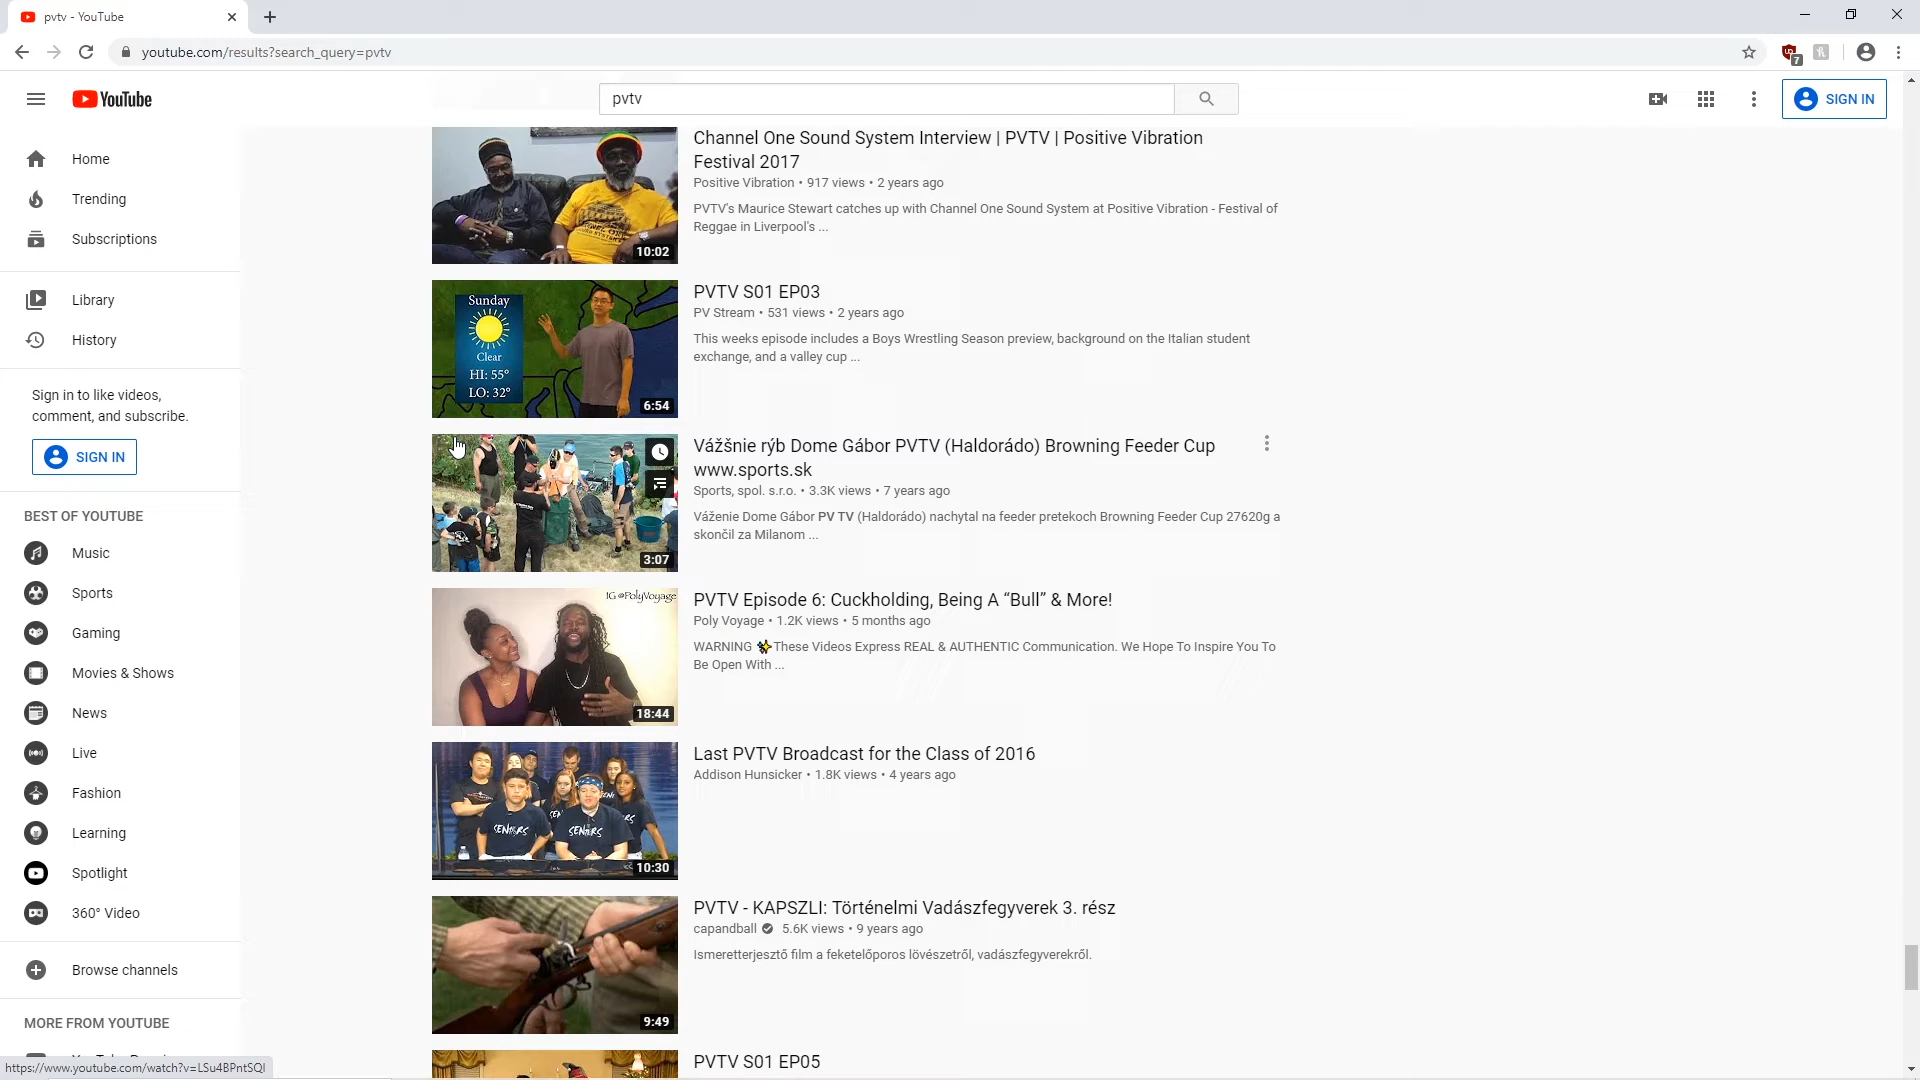 pvtv - YouTube
youtube.com/results?search_query=pvtv
7
YouTube
pvtv
SIGN IN
Home
Trending
Subscriptions
Library
History
Sign in to like videos,
comment, and subscribe.
SIGN IN
BEST OF YOUTUBE
Music
Sports
Gaming
Movies & Shows
News
Live
Fashion
Learning
Spotlight
360° Video
Browse channels
MORE FROM YOUTUBE
https://www.youtube.com/watch?v=LSu4BPntSQI
10:02
Channel One Sound System Interview | PVTV | Positive Vibration
Festival 2017
Positive Vibration • 917 views • 2 years ago
PVTV's Maurice Stewart catches up with Channel One Sound System at Positive Vibration - Festival of
Reggae in Liverpool's ...
Sunday
Clear
HI: 55°
LO: 32°
6:54
PVTV S01 EP03
PV Stream • 531 views • 2 years ago
This weeks episode includes a Boys Wrestling Season preview, background on the Italian student
exchange, and a valley cup ...
3:07
Vážšnie rýb Dome Gábor PVTV (Haldorádo) Browning Feeder Cup
www.sports.sk
Sports, spol. s.r.o. • 3.3K views • 7 years ago
Váženie Dome Gábor PV TV (Haldorádo) nachytal na feeder pretekoch Browning Feeder Cup 27620g a
skončil za Milanom ...
IG @PolyVoyage
18:44
PVTV Episode 6: Cuckholding, Being A “Bull” & More!
Poly Voyage • 1.2K views • 5 months ago
WARNING ✨These Videos Express REAL & AUTHENTIC Communication. We Hope To Inspire You To
Be Open With ...
SENIORS
SENIORS
10:30
Last PVTV Broadcast for the Class of 2016
Addison Hunsicker • 1.8K views • 4 years ago
9:49
PVTV - KAPSZLI: Történelmi Vadászfegyverek 3. rész
capandball 5.6K views • 9 years ago
Ismeretterjesztő film a feketelőporos lövészetről, vadászfegyverekről.
PVTV S01 EP05